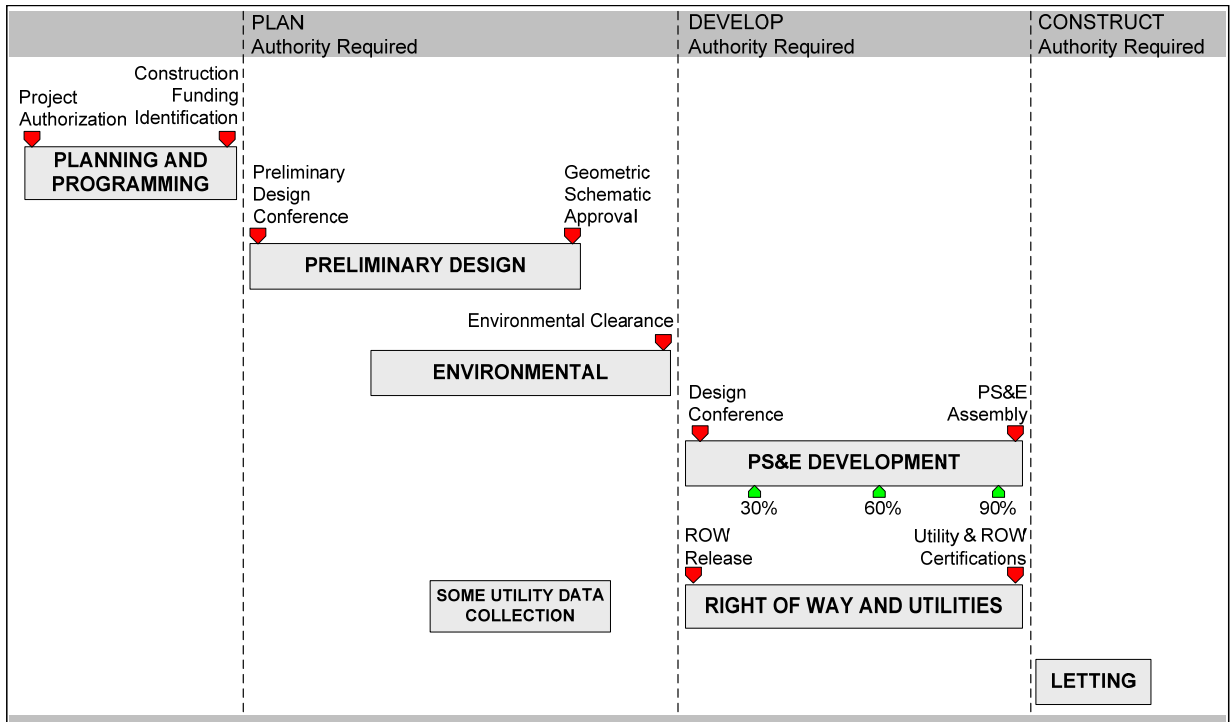 PLAN
Authority Required
DEVELOP
Authority Required
CONSTRUCT
Authority Required
Project
Authorization
Construction
Funding
Identification
PLANNING AND
PROGRAMMING
Preliminary
Design
Conference
Geometric
Schematic
Approval
PRELIMINARY DESIGN
Environmental Clearance
ENVIRONMENTAL
Design
Conference
PS&E
Assembly
PS&E DEVELOPMENT
30%
60%
90%
ROW
Release
Utility & ROW
Certifications
SOME UTILITY DATA
COLLECTION
RIGHT OF WAY AND UTILITIES
LETTING